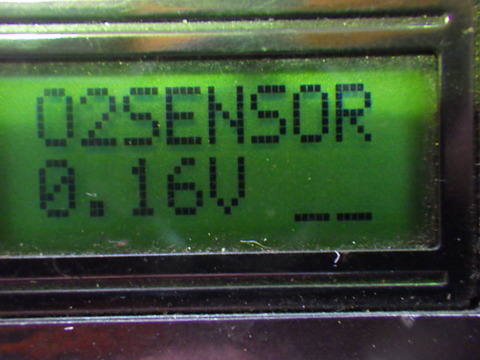 O2SENSOR
0.16V __